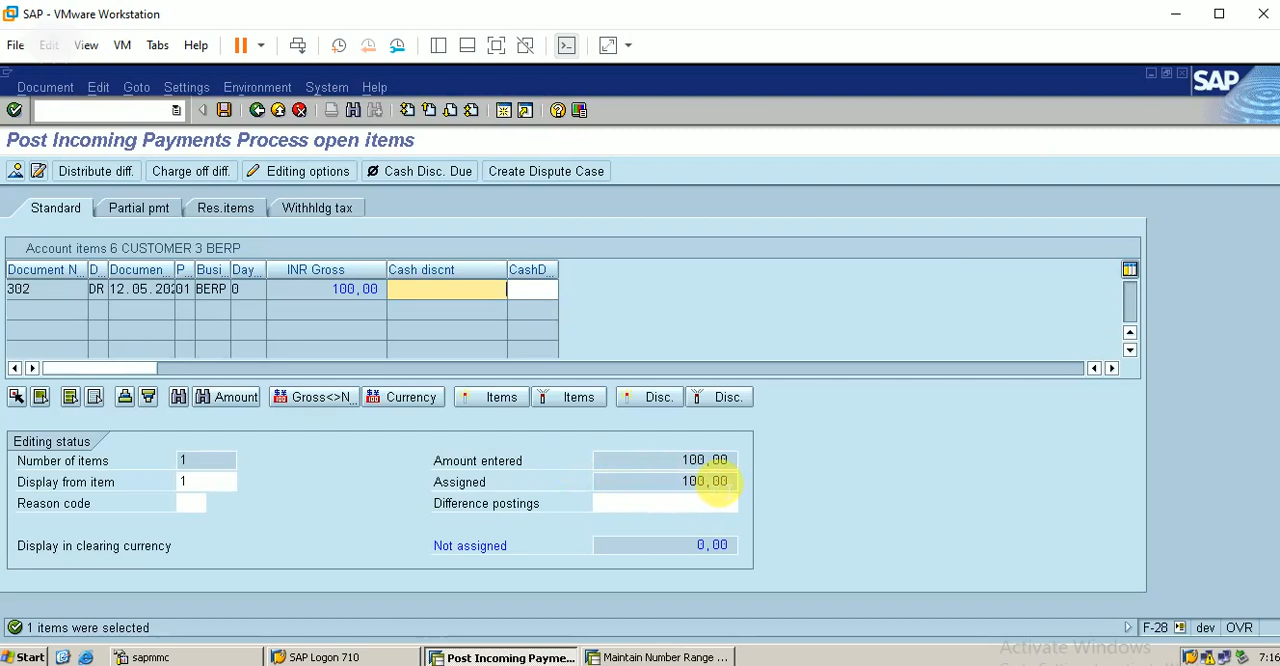 SAP - VMware Workstation
File Edit View VM Tabs Help
Document Edit Goto Settings Environment System Help
SAP
Post Incoming Payments Process open items
Distribute diff. Charge off diff. Editing options Cash Disc. Due Create Dispute Case
Standard Partial pmt Res.items Withhldg tax
Account items 6 CUSTOMER 3 BERP
Document N... D... Documen... P... Busi... Day... INR Gross Cash discnt CashD...
302 DR 12.05.202 01 BERP 0 100,00
Amount Gross<>N... Currency Items Items Disc. Disc.
Editing status
Number of items 1 Amount entered 100,00
Display from item 1 Assigned 100,00
Reason code Difference postings
Display in clearing currency Not assigned 0,00
1 items were selected F-28 dev OVR
Activate Windows
Start sapmmc SAP Logon Post Incoming Payme... Maintain Number Range ... 7:16